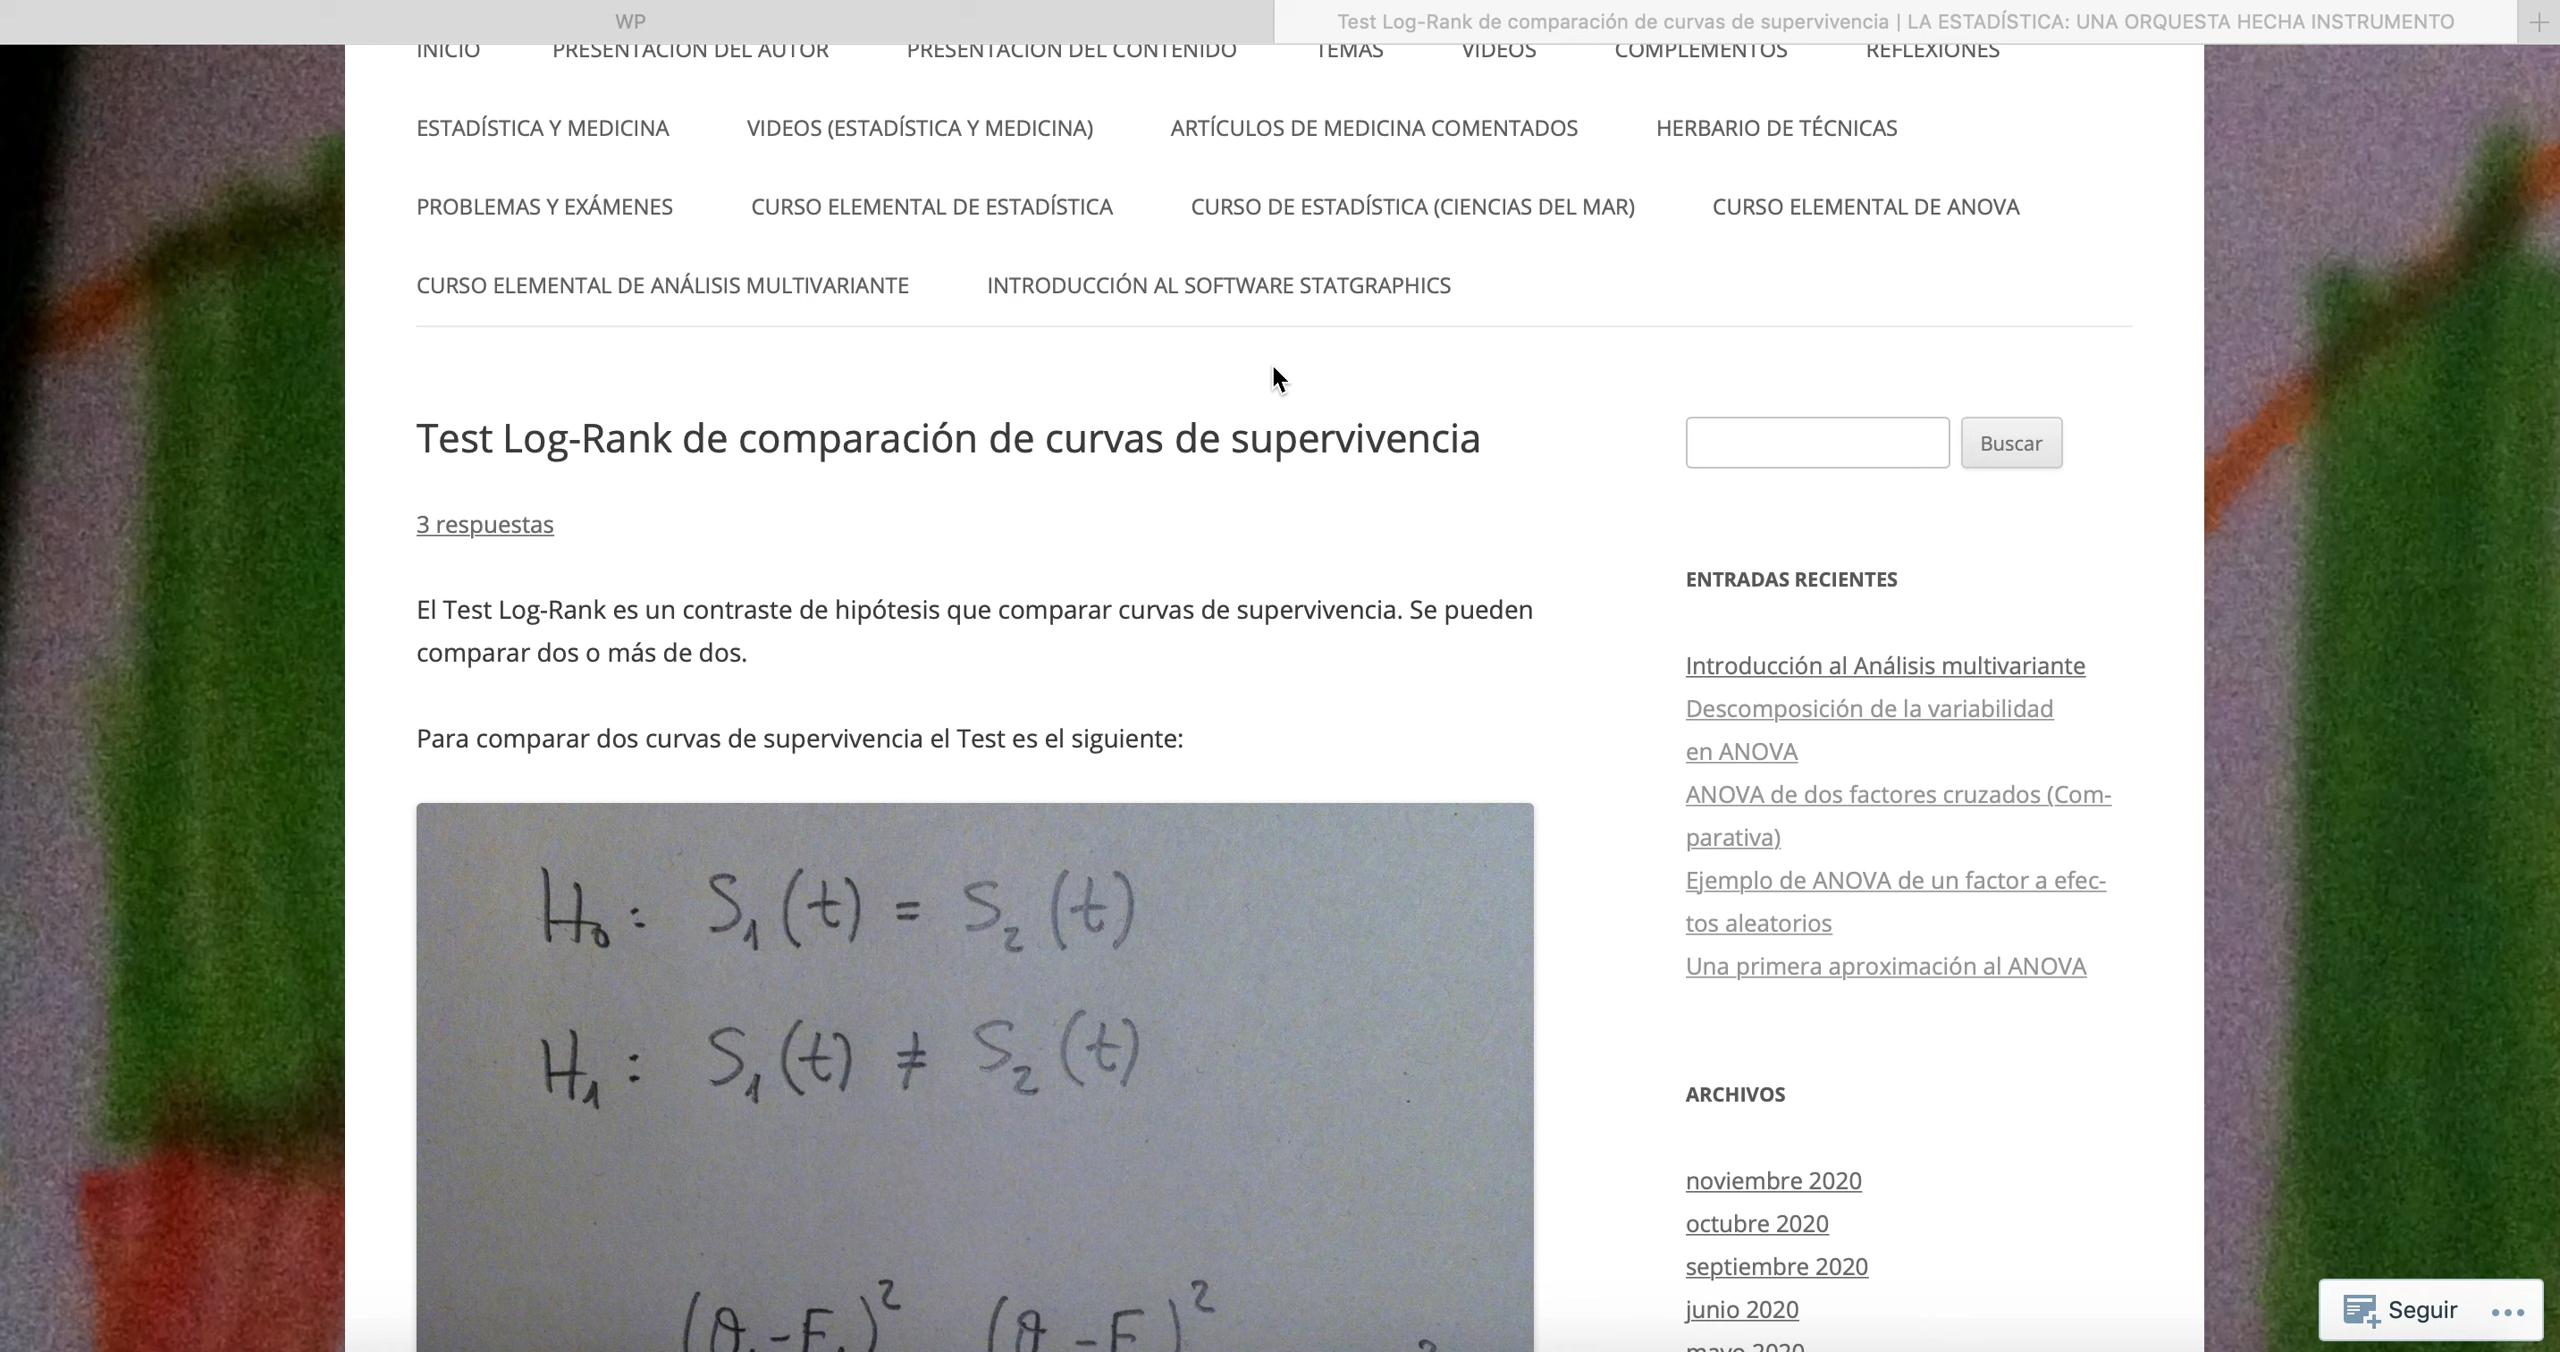 WP
Test Log-Rank de comparación de curvas de supervivencia | LA ESTADÍSTICA: UNA ORQUESTA HECHA INSTRUMENTO
INICIO PRESENTACIÓN DEL AUTOR PRESENTACIÓN DEL CONTENIDO TEMAS VIDEOS COMPLEMENTOS REFLEXIONES
ESTADÍSTICA Y MEDICINA VIDEOS (ESTADÍSTICA Y MEDICINA) ARTÍCULOS DE MEDICINA COMENTADOS HERBARIO DE TÉCNICAS
PROBLEMAS Y EXÁMENES CURSO ELEMENTAL DE ESTADÍSTICA CURSO DE ESTADÍSTICA (CIENCIAS DEL MAR) CURSO ELEMENTAL DE ANOVA
CURSO ELEMENTAL DE ANÁLISIS MULTIVARIANTE INTRODUCCIÓN AL SOFTWARE STATGRAPHICS
Test Log-Rank de comparación de curvas de supervivencia
3 respuestas
El Test Log-Rank es un contraste de hipótesis que comparar curvas de supervivencia. Se pueden
comparar dos o más de dos.
Para comparar dos curvas de supervivencia el Test es el siguiente:
H₀: S₁(t) = S₂(t)
H₁: S₁(t) ≠ S₂(t)
Buscar
ENTRADAS RECIENTES
Introducción al Análisis multivariante
Descomposición de la variabilidad
en ANOVA
ANOVA de dos factores cruzados (Com-
parativa)
Ejemplo de ANOVA de un factor a efec-
tos aleatorios
Una primera aproximación al ANOVA
ARCHIVOS
noviembre 2020
octubre 2020
septiembre 2020
junio 2020
mayo 2020
Seguir